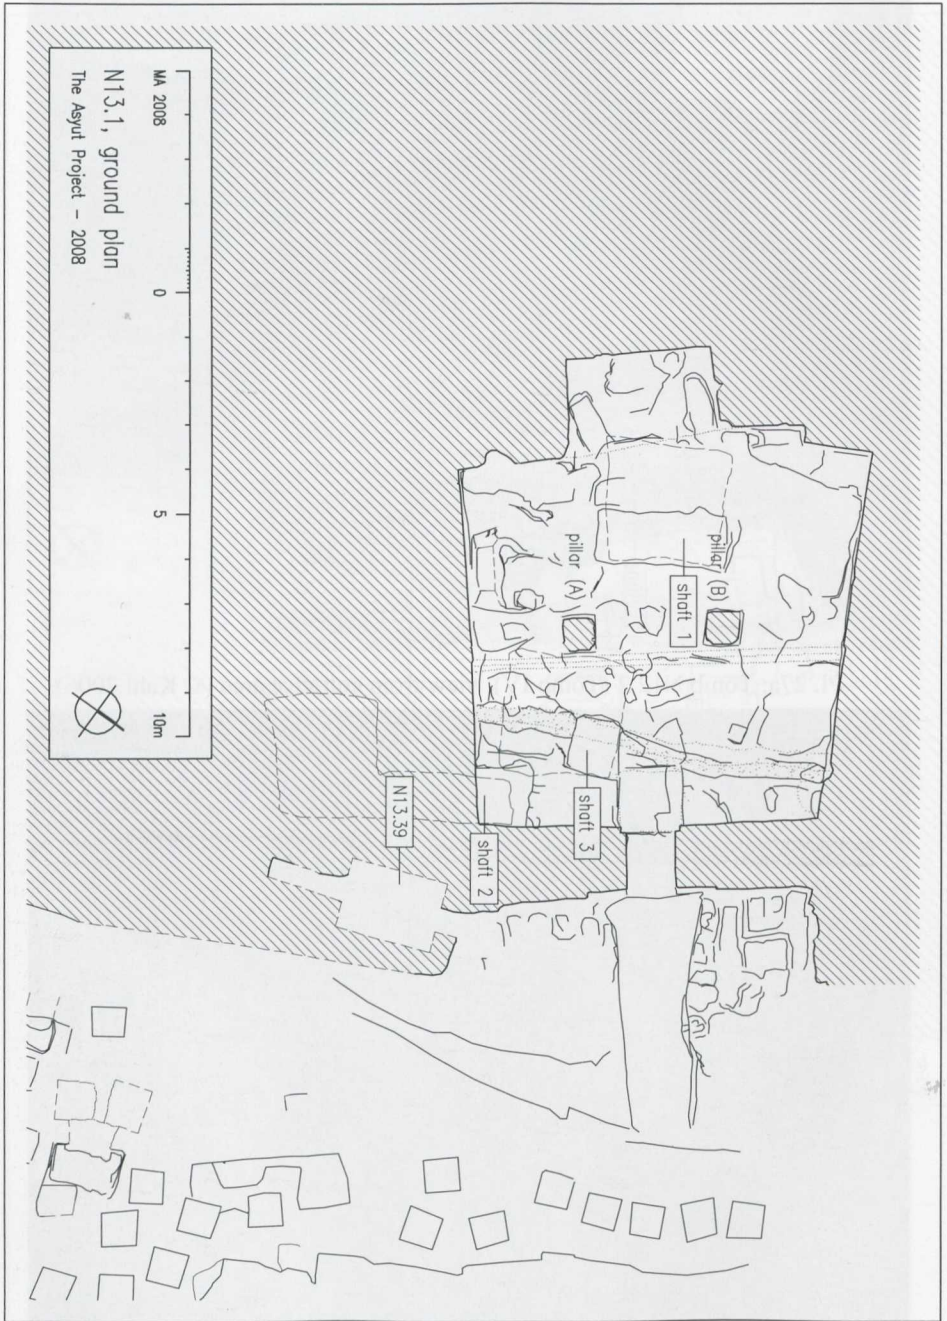 MA 2008
0
5
10m
N13.1, ground plan
The Asyut Project – 2008
pillar (B)
shaft 1
pillar (A)
shaft 3
shaft 2
N13.39